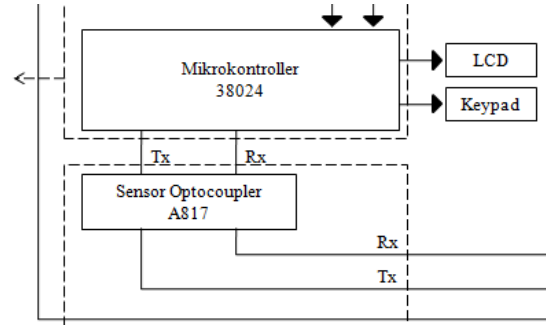 Mikrokontroller
38024
LCD
Keypad
Tx
Rx
Sensor Optocoupler
A817
Rx
Tx